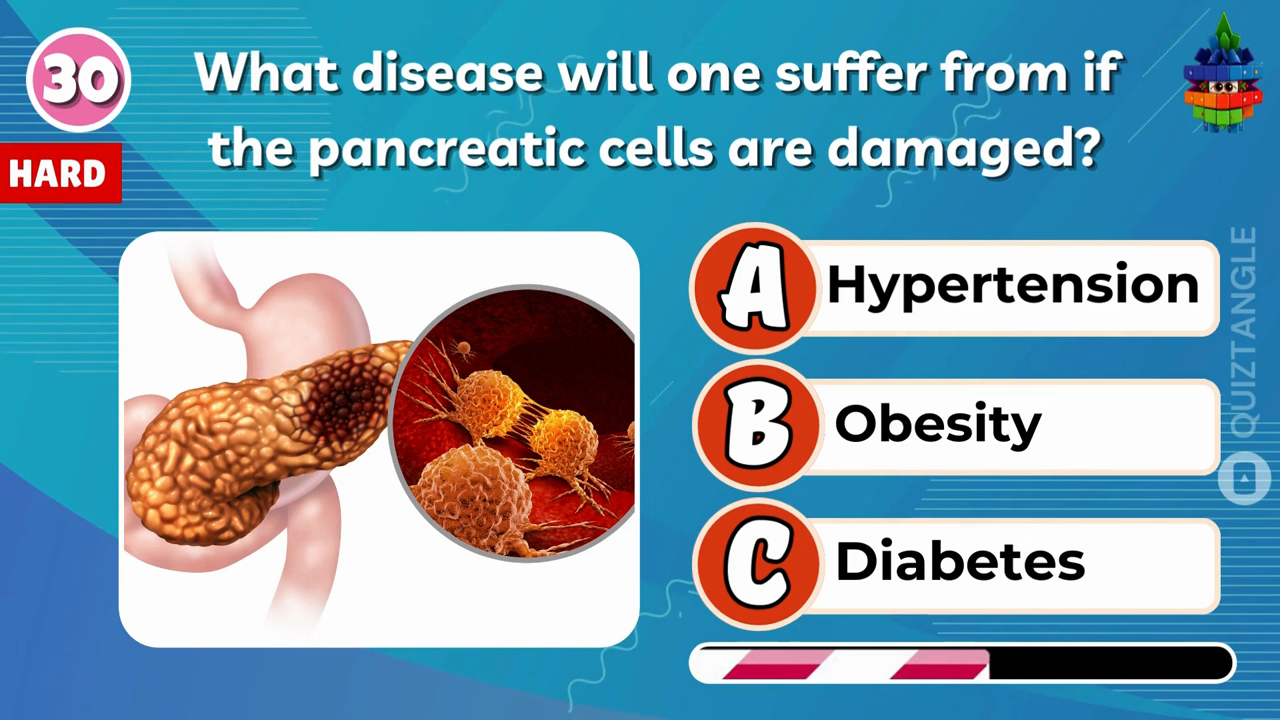 30
HARD
What disease will one suffer from if
the pancreatic cells are damaged?
A Hypertension
B Obesity
C Diabetes
QUIZTANGLE